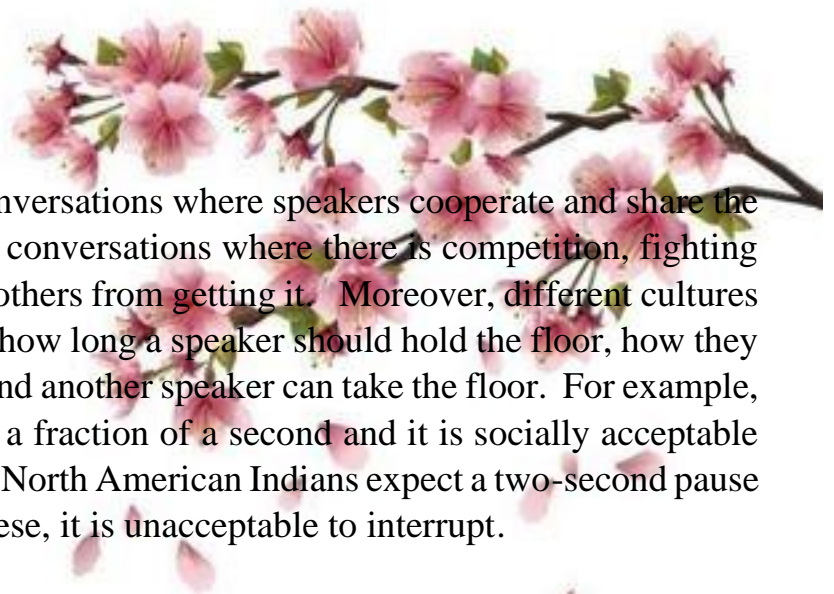 nversations where speakers cooperate and share the
conversations where there is competition, fighting
others from getting it. Moreover, different cultures
how long a speaker should hold the floor, how they
nd another speaker can take the floor. For example,
a fraction of a second and it is socially acceptable
North American Indians expect a two-second pause
ese, it is unacceptable to interrupt.